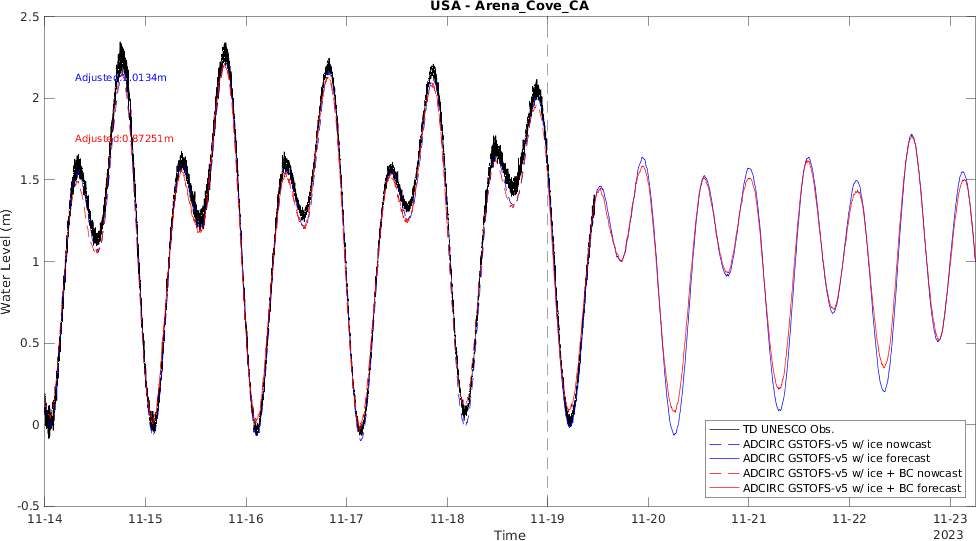 USA - Arena_Cove_CA
2.5
2
1.5
1
0.5
0
-0.5
Water Level (m)
Adjusted:1.0134m
Adjusted:0.87251m
TD UNESCO Obs.
ADCIRC GSTOFS-v5 w/ ice nowcast
ADCIRC GSTOFS-v5 w/ ice forecast
ADCIRC GSTOFS-v5 w/ ice + BC nowcast
ADCIRC GSTOFS-v5 w/ ice + BC forecast
11-14 11-15 11-16 11-17 11-18 11-19 11-20 11-21 11-22 11-23
Time
2023